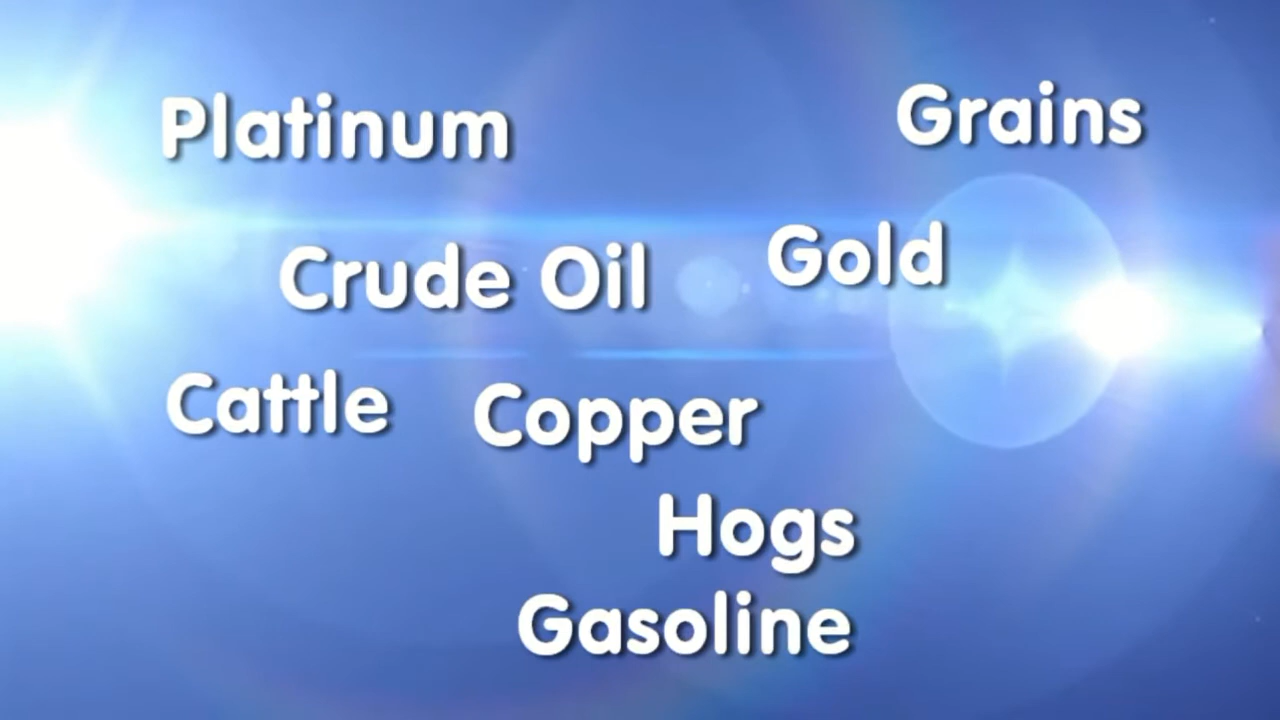 Platinum
Grains
Crude Oil
Gold
Cattle
Copper
Hogs
Gasoline